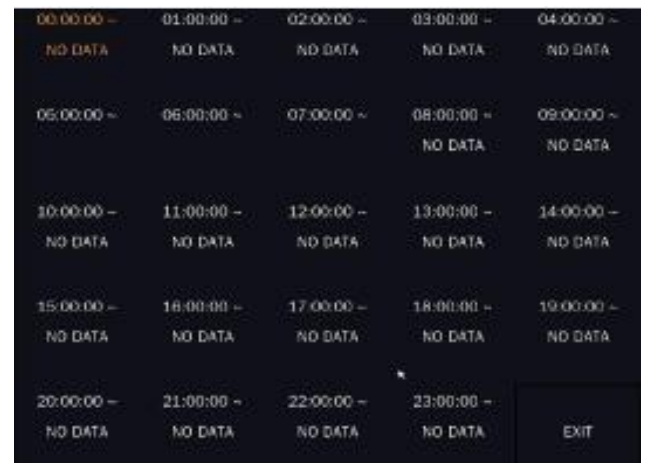 00:00:00 ~ 01:00:00 ~ 02:00:00 ~ 03:00:00 ~ 04:00:00 ~
NO DATA NO DATA NO DATA NO DATA NO DATA
05:00:00 ~ 06:00:00 ~ 07:00:00 ~ 08:00:00 ~ 09:00:00 ~
NO DATA NO DATA
10:00:00 ~ 11:00:00 ~ 12:00:00 ~ 13:00:00 ~ 14:00:00 ~
NO DATA NO DATA NO DATA NO DATA NO DATA
15:00:00 ~ 16:00:00 ~ 17:00:00 ~ 18:00:00 ~ 19:00:00 ~
NO DATA NO DATA NO DATA NO DATA NO DATA
20:00:00 ~ 21:00:00 ~ 22:00:00 ~ 23:00:00 ~
NO DATA NO DATA NO DATA NO DATA EXIT